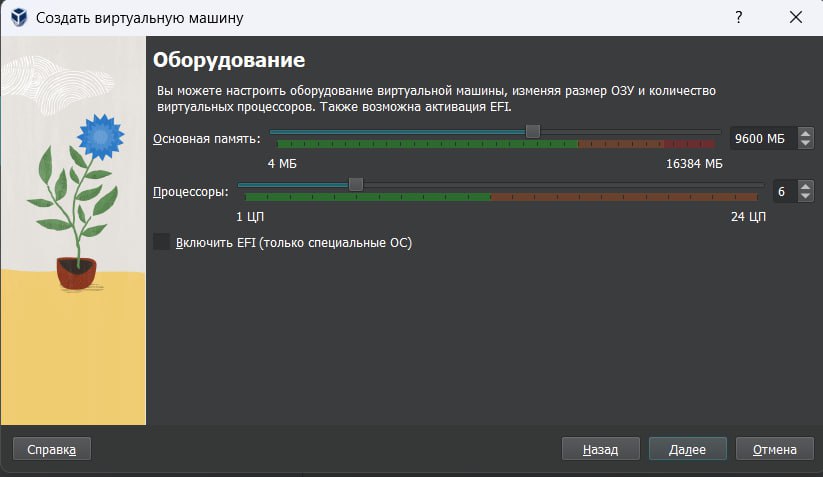 Создать виртуальную машину
?
Оборудование
Вы можете настроить оборудование виртуальной машины, изменяя размер ОЗУ и количество
виртуальных процессоров. Также возможна активация EFI.
Основная память:
9600 МБ
4 МБ
16384 МБ
Процессоры:
6
1 ЦП
24 ЦП
Включить EFI (только специальные ОС)
Справка
Назад
Далее
Отмена